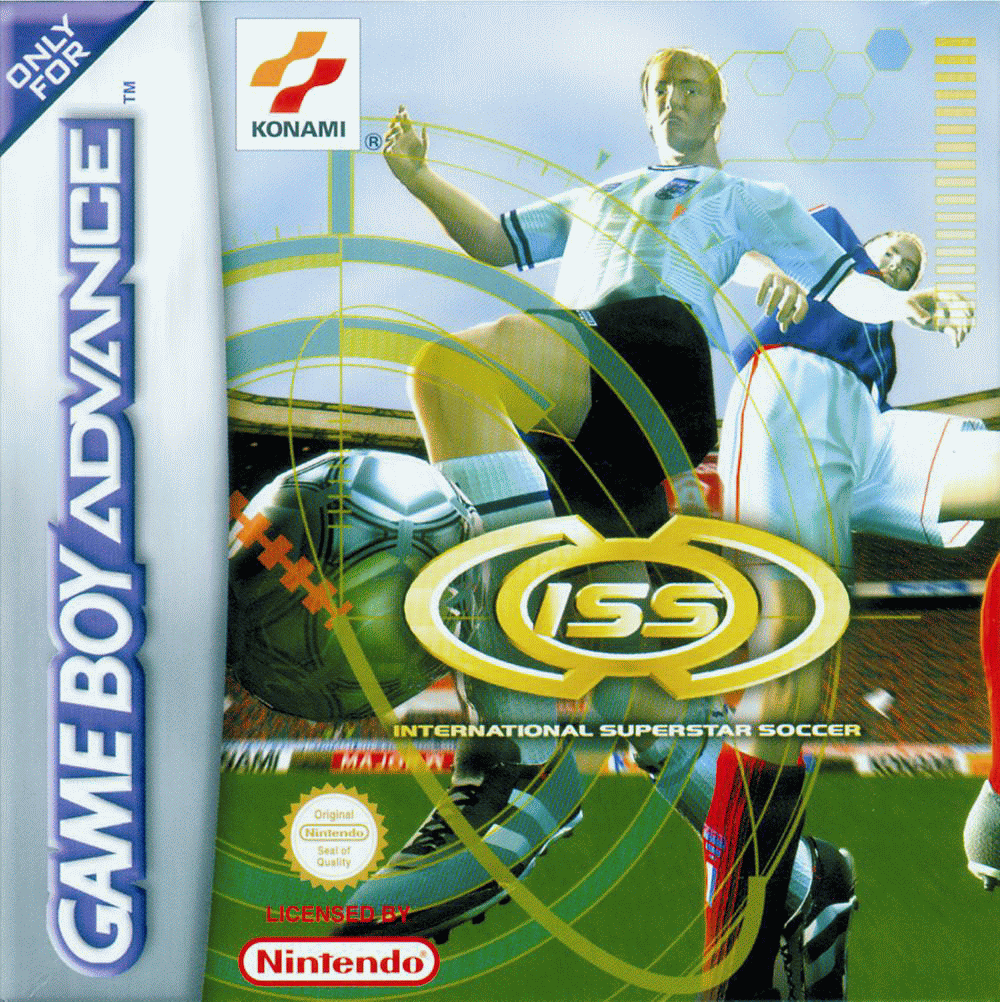 ONLY
FOR
GAME BOY ADVANCE
TM
KONAMI
®
ISS
INTERNATIONAL SUPERSTAR SOCCER
KONAMI
Original
Nintendo
Seal of
Quality
LICENSED BY
Nintendo®